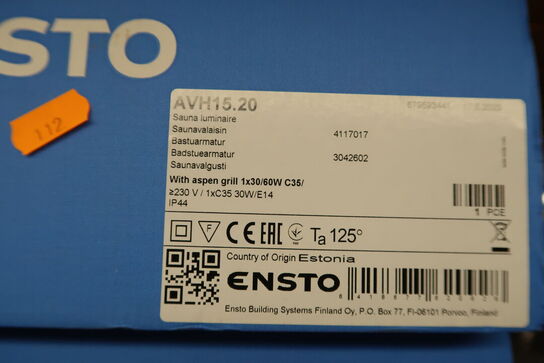 STO
112
AVH15.20
Sauna luminaire
Saunavalaisin 4117017
Bastuarmatur
Badstuearmatur 3042602
Saunavalgusti
With aspen grill 1x30/60W C35/
≥230 V / 1xC35 30W/E14
IP44
1 PCE
F CE EAC Ta 125°
Country of Origin Estonia
ENSTO
Ensto Building Systems Finland Oy, P.O. Box 77, FI-06101 Porvoo, Finland